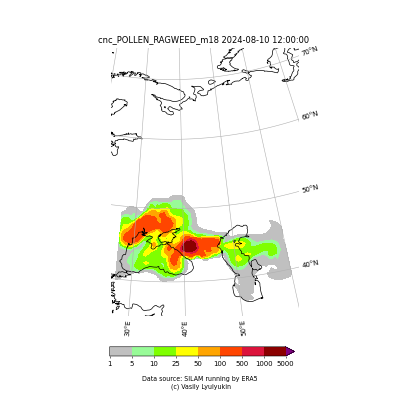 cnc_POLLEN_RAGWEED_m18 2024-08-10 12:00:00
70°N
60°N
50°N
40°N
30°E 40°E 50°E
1 5 10 25 50 100 500 1000 5000
Data source: SILAM running by ERA5
(c) Vasily Lyulyukin